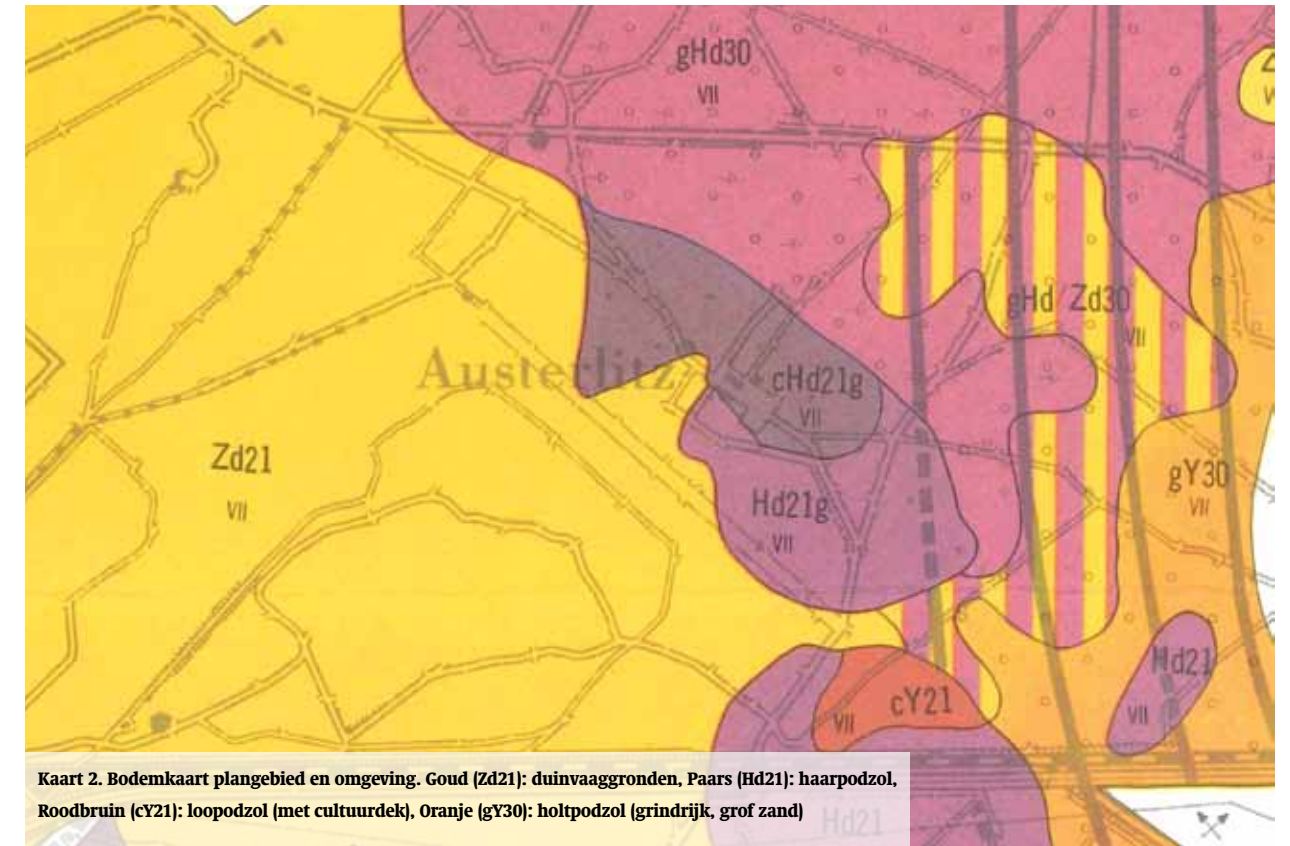 gHd30
VII
Austerlitz
cHd21g
VII
gHd Zd30
VII
Zd21
VII
Hd21g
VII
gY30
VII
Hd21
VII
cY21
VII
Hd21
Kaart 2. Bodemkaart plangebied en omgeving. Goud (Zd21): duinvaaggronden, Paars (Hd21): haarpodzol,
Roodbruin (cY21): loopodzol (met cultuurdek), Oranje (gY30): holtpodzol (grindrijk, grof zand)